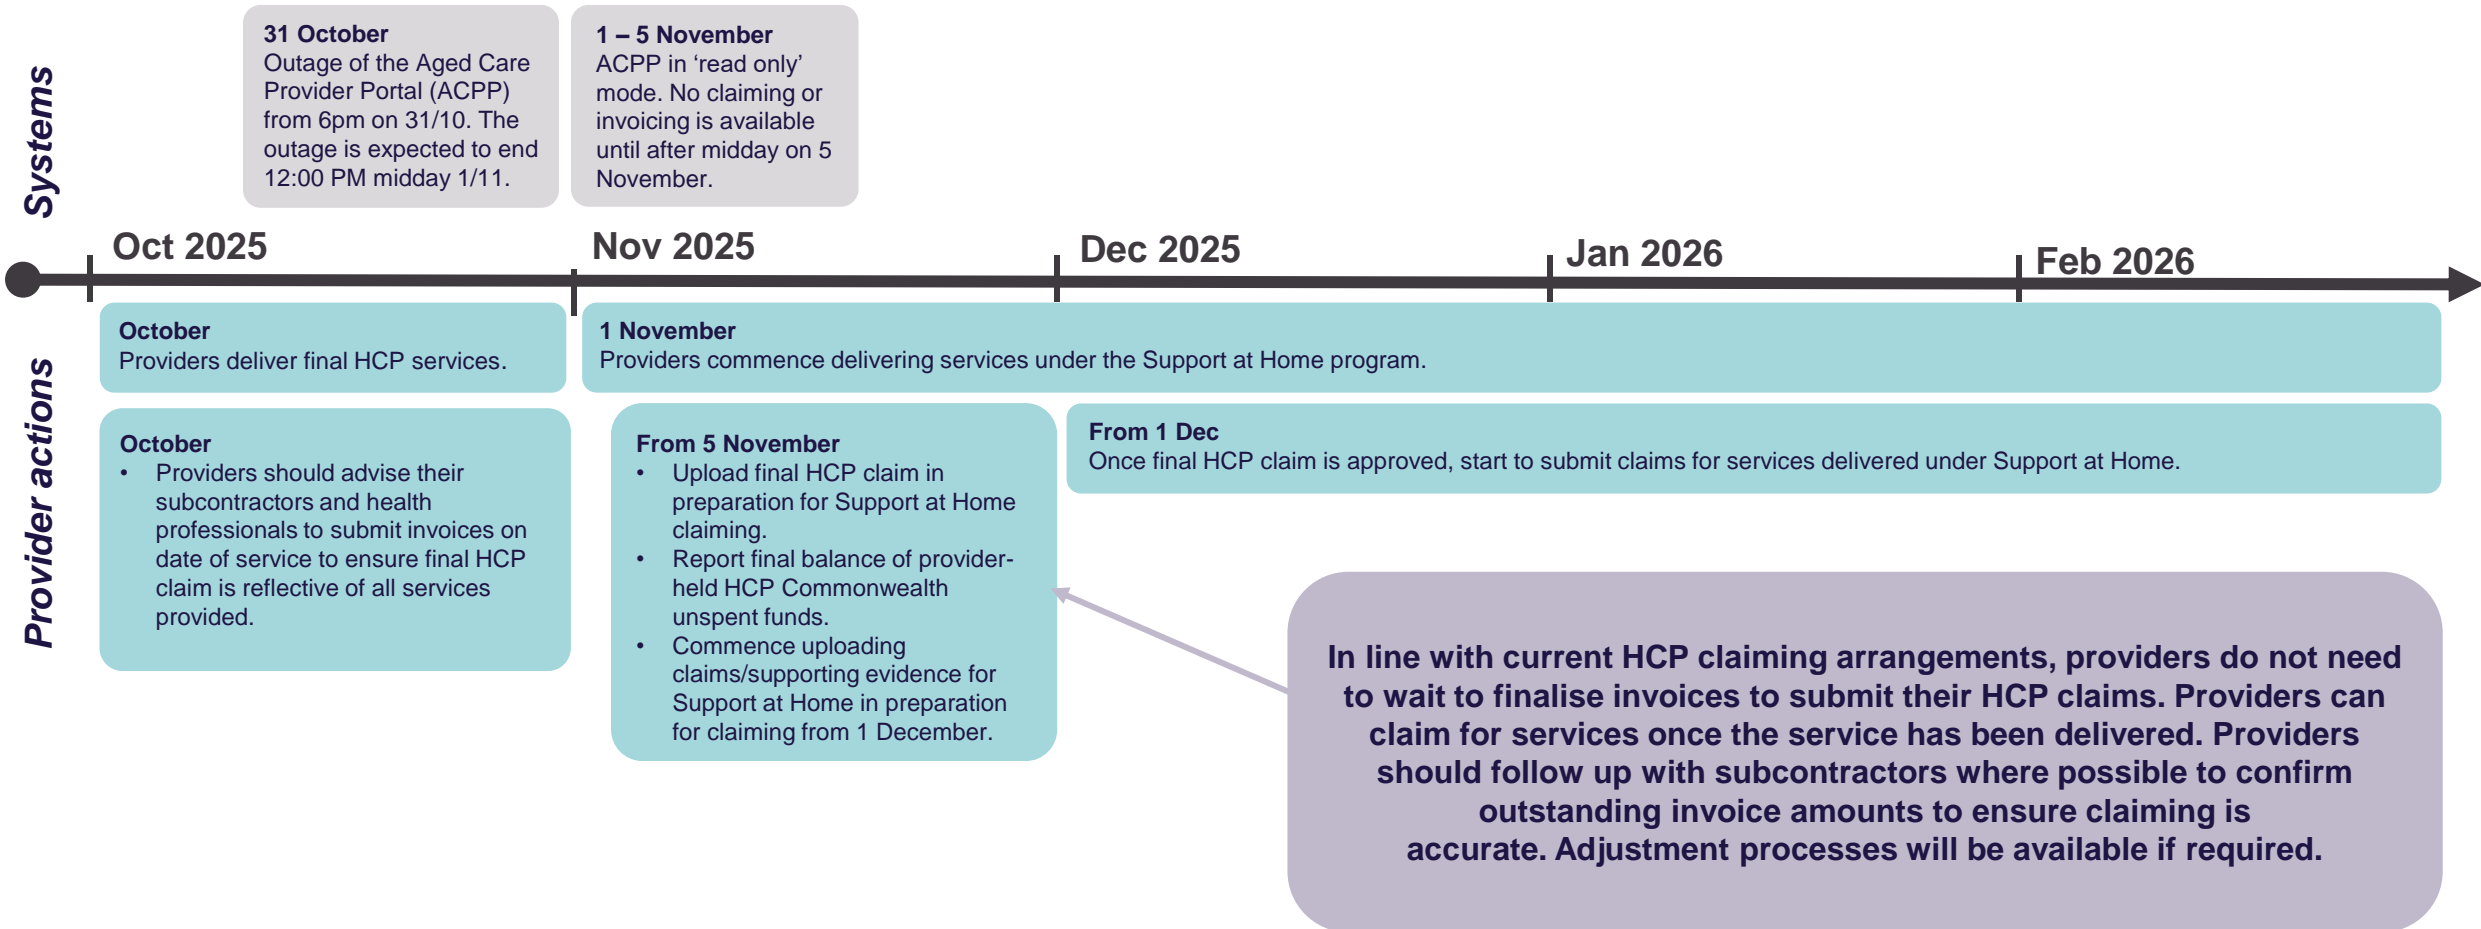 Systems
31 October
Outage of the Aged Care
Provider Portal (ACPP)
from 6pm on 31/10. The
outage is expected to end
12:00 PM midday 1/11.
1 – 5 November
ACPP in ‘read only’
mode. No claiming or
invoicing is available
until after midday on 5
November.
Oct 2025
Nov 2025
Dec 2025
Jan 2026
Feb 2026
Provider actions
October
Providers deliver final HCP services.
1 November
Providers commence delivering services under the Support at Home program.
October
• Providers should advise their
subcontractors and health
professionals to submit invoices on
date of service to ensure final HCP
claim is reflective of all services
provided.
From 5 November
• Upload final HCP claim in
preparation for Support at Home
claiming.
• Report final balance of provider-
held HCP Commonwealth
unspent funds.
• Commence uploading
claims/supporting evidence for
Support at Home in preparation
for claiming from 1 December.
From 1 Dec
Once final HCP claim is approved, start to submit claims for services delivered under Support at Home.
In line with current HCP claiming arrangements, providers do not need
to wait to finalise invoices to submit their HCP claims. Providers can
claim for services once the service has been delivered. Providers
should follow up with subcontractors where possible to confirm
outstanding invoice amounts to ensure claiming is
accurate. Adjustment processes will be available if required.